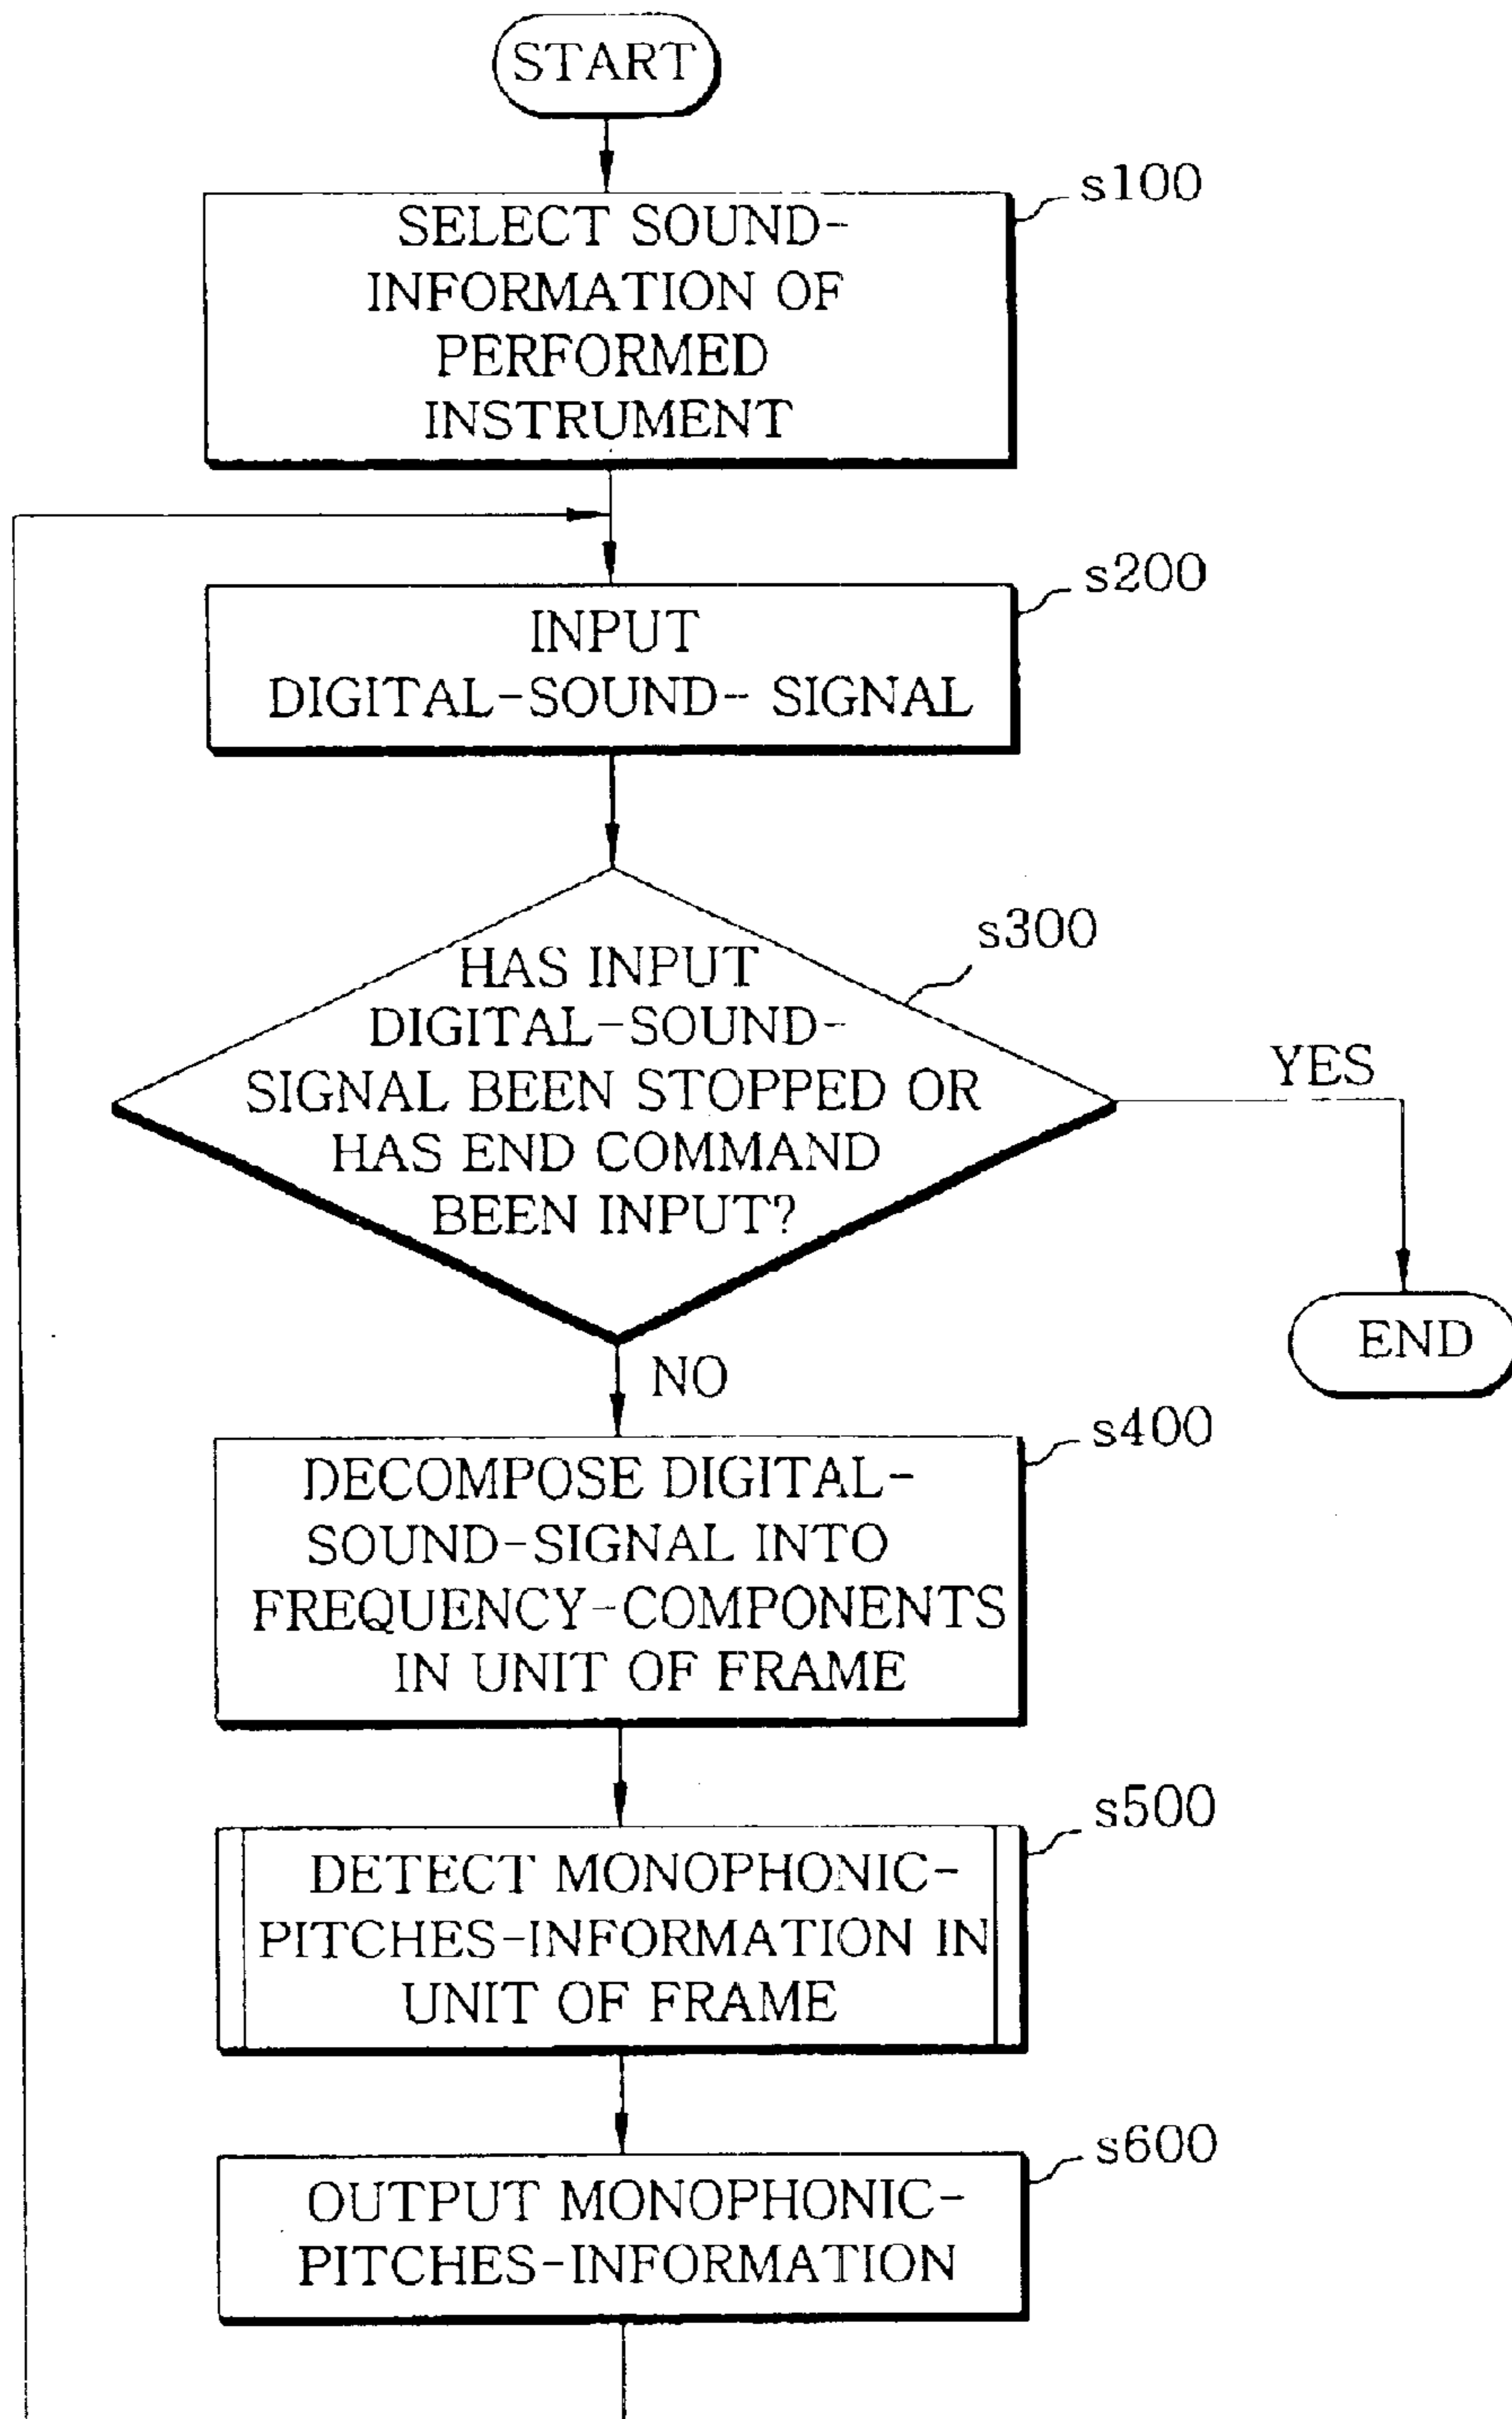 START
s100
SELECT SOUND-
INFORMATION OF
PERFORMED
INSTRUMENT
s200
INPUT
DIGITAL-SOUND- SIGNAL
s300
HAS INPUT
DIGITAL-SOUND-
SIGNAL BEEN STOPPED OR
HAS END COMMAND
BEEN INPUT?
YES
END
NO
s400
DECOMPOSE DIGITAL-
SOUND-SIGNAL INTO
FREQUENCY-COMPONENTS
IN UNIT OF FRAME
s500
DETECT MONOPHONIC-
PITCHES-INFORMATION IN
UNIT OF FRAME
s600
OUTPUT MONOPHONIC-
PITCHES-INFORMATION